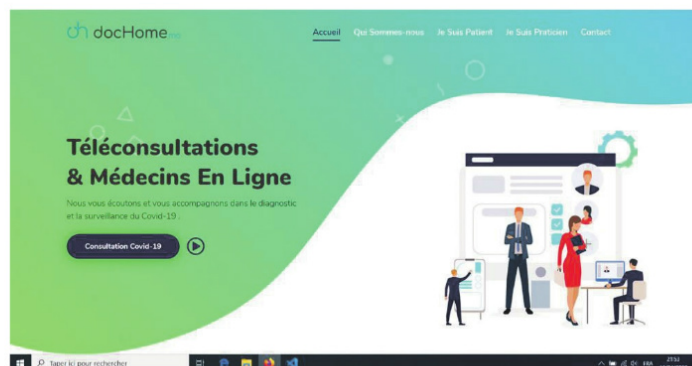 docHome
Accueil Qui Sommes-nous Je Suis Patient Je Suis Praticien Contact
Téléconsultations
& Médecins En Ligne
Nous vous écoutons et vous accompagnons dans le diagnostic
et la surveillance du Covid-19 .
Consultation Covid-19
Taper ici pour rechercher
FRA